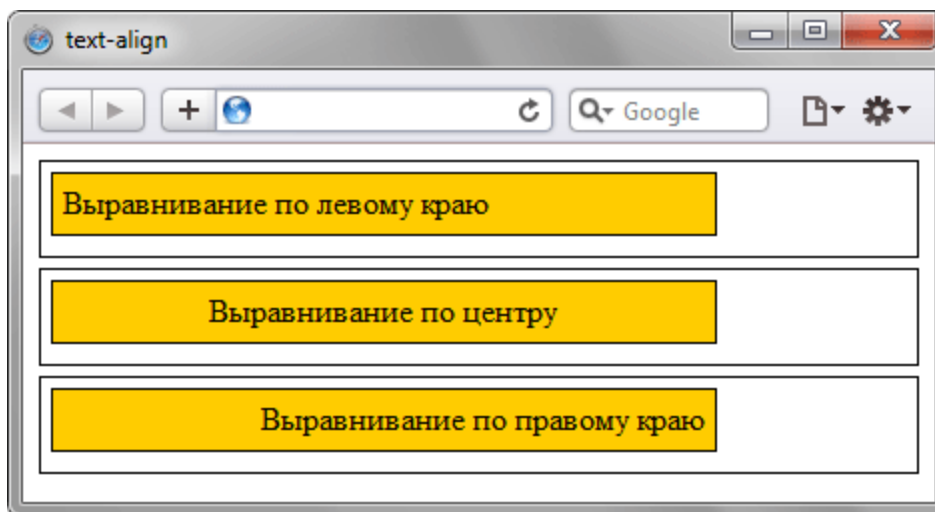 text-align
Google
Выравнивание по левому краю
Выравнивание по центру
Выравнивание по правому краю